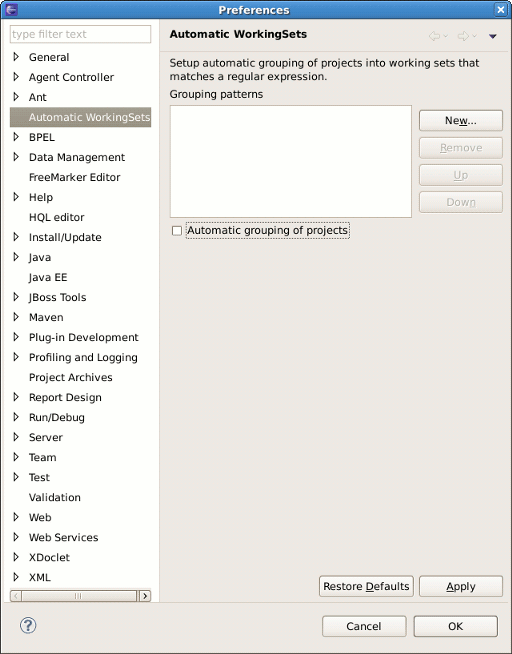 Preferences
type filter text
General
Agent Controller
Ant
Automatic WorkingSets
BPEL
Data Management
FreeMarker Editor
Help
HQL editor
Install/Update
Java
Java EE
JBoss Tools
Maven
Plug-in Development
Profiling and Logging
Project Archives
Report Design
Run/Debug
Server
Team
Test
Validation
Web
Web Services
XDoclet
XML
Automatic WorkingSets
Setup automatic grouping of projects into working sets that
matches a regular expression.
Grouping patterns
New...
Remove
Up
Down
Automatic grouping of projects
Restore Defaults
Apply
?
Cancel
OK